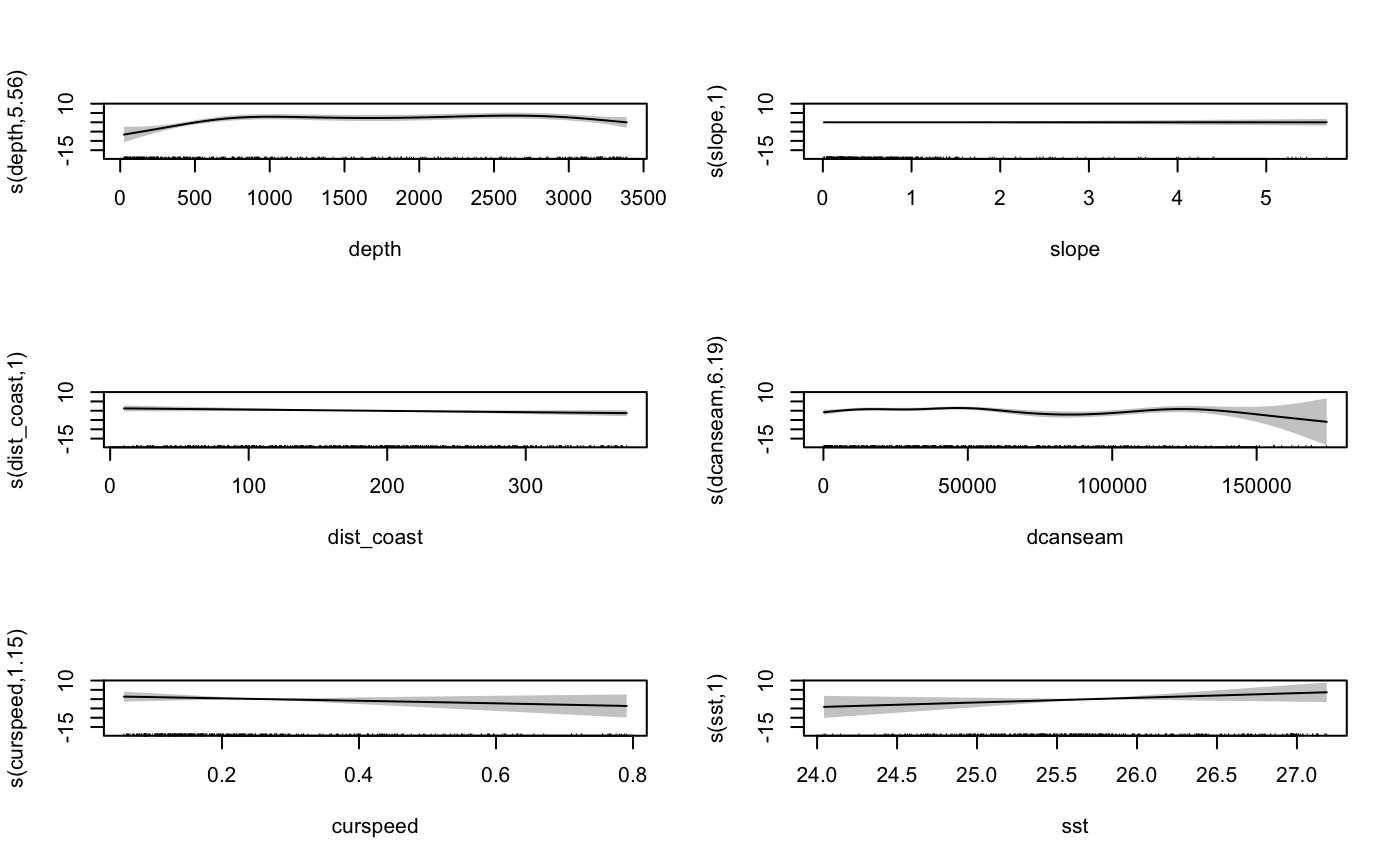 s(depth,5.56)
10
-15
0 500 1000 1500 2000 2500 3000 3500
depth
s(slope,1)
10
-15
0 1 2 3 4 5
slope
s(dist_coast,1)
10
-15
0 100 200 300
dist_coast
s(dcanseam,6.19)
10
-15
0 50000 100000 150000
dcanseam
s(curspeed,1.15)
10
-15
0.2 0.4 0.6 0.8
curspeed
s(sst,1)
10
-15
24.0 24.5 25.0 25.5 26.0 26.5 27.0
sst